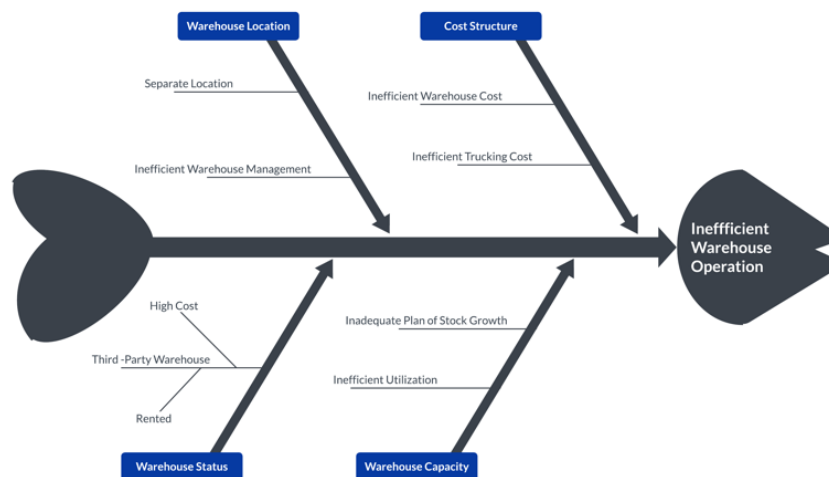 Warehouse Location
Cost Structure
Separate Location
Inefficient Warehouse Cost
Inefficient Warehouse Management
Inefficient Trucking Cost
Ineffficient
Warehouse
Operation
High Cost
Inadequate Plan of Stock Growth
Third -Party Warehouse
Inefficient Utilization
Rented
Warehouse Status
Warehouse Capacity